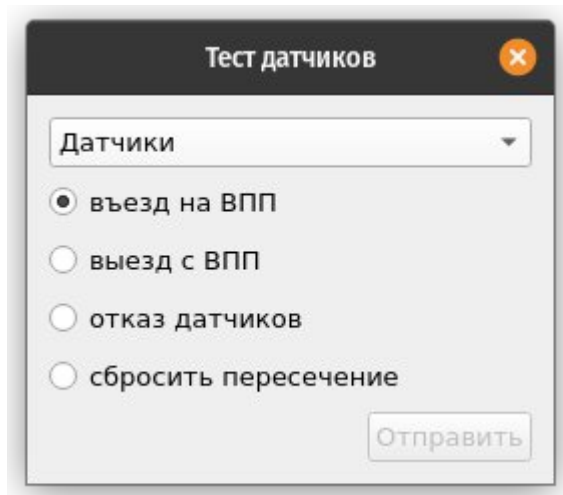 Тест датчиков
Датчики
въезд на ВПП
выезд с ВПП
отказ датчиков
сбросить пересечение
Отправить